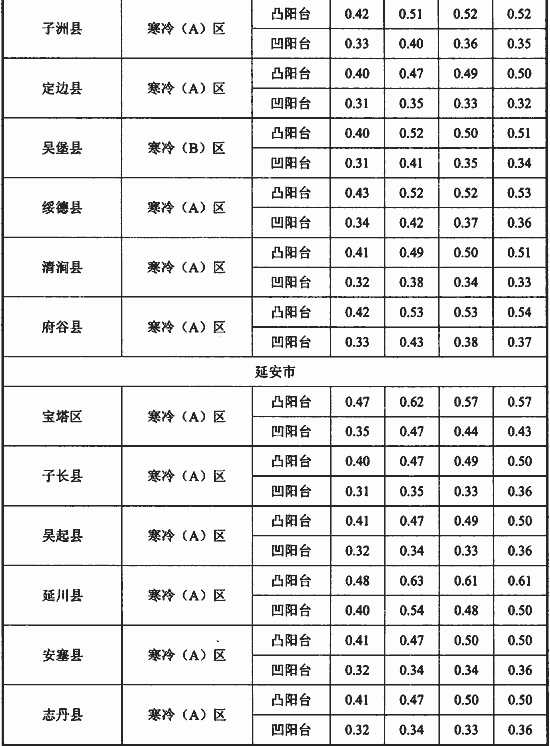 子洲县 寒冷（A）区 凸阳台 0.42 0.51 0.52 0.52
凹阳台 0.33 0.40 0.36 0.35
定边县 寒冷（A）区 凸阳台 0.40 0.47 0.49 0.50
凹阳台 0.31 0.35 0.33 0.32
吴堡县 寒冷（B）区 凸阳台 0.40 0.52 0.50 0.51
凹阳台 0.31 0.41 0.35 0.34
绥德县 寒冷（A）区 凸阳台 0.43 0.52 0.52 0.53
凹阳台 0.34 0.42 0.37 0.36
清涧县 寒冷（A）区 凸阳台 0.41 0.49 0.50 0.51
凹阳台 0.32 0.38 0.34 0.33
府谷县 寒冷（A）区 凸阳台 0.42 0.53 0.53 0.54
凹阳台 0.33 0.43 0.38 0.37
延安市
宝塔区 寒冷（A）区 凸阳台 0.47 0.62 0.57 0.57
凹阳台 0.35 0.47 0.44 0.43
子长县 寒冷（A）区 凸阳台 0.40 0.47 0.49 0.50
凹阳台 0.31 0.35 0.33 0.36
吴起县 寒冷（A）区 凸阳台 0.41 0.47 0.49 0.50
凹阳台 0.32 0.34 0.33 0.36
延川县 寒冷（A）区 凸阳台 0.48 0.63 0.61 0.61
凹阳台 0.40 0.54 0.48 0.50
安塞县 寒冷（A）区 凸阳台 0.41 0.47 0.50 0.50
凹阳台 0.32 0.34 0.34 0.36
志丹县 寒冷（A）区 凸阳台 0.41 0.47 0.50 0.50
凹阳台 0.32 0.34 0.33 0.36